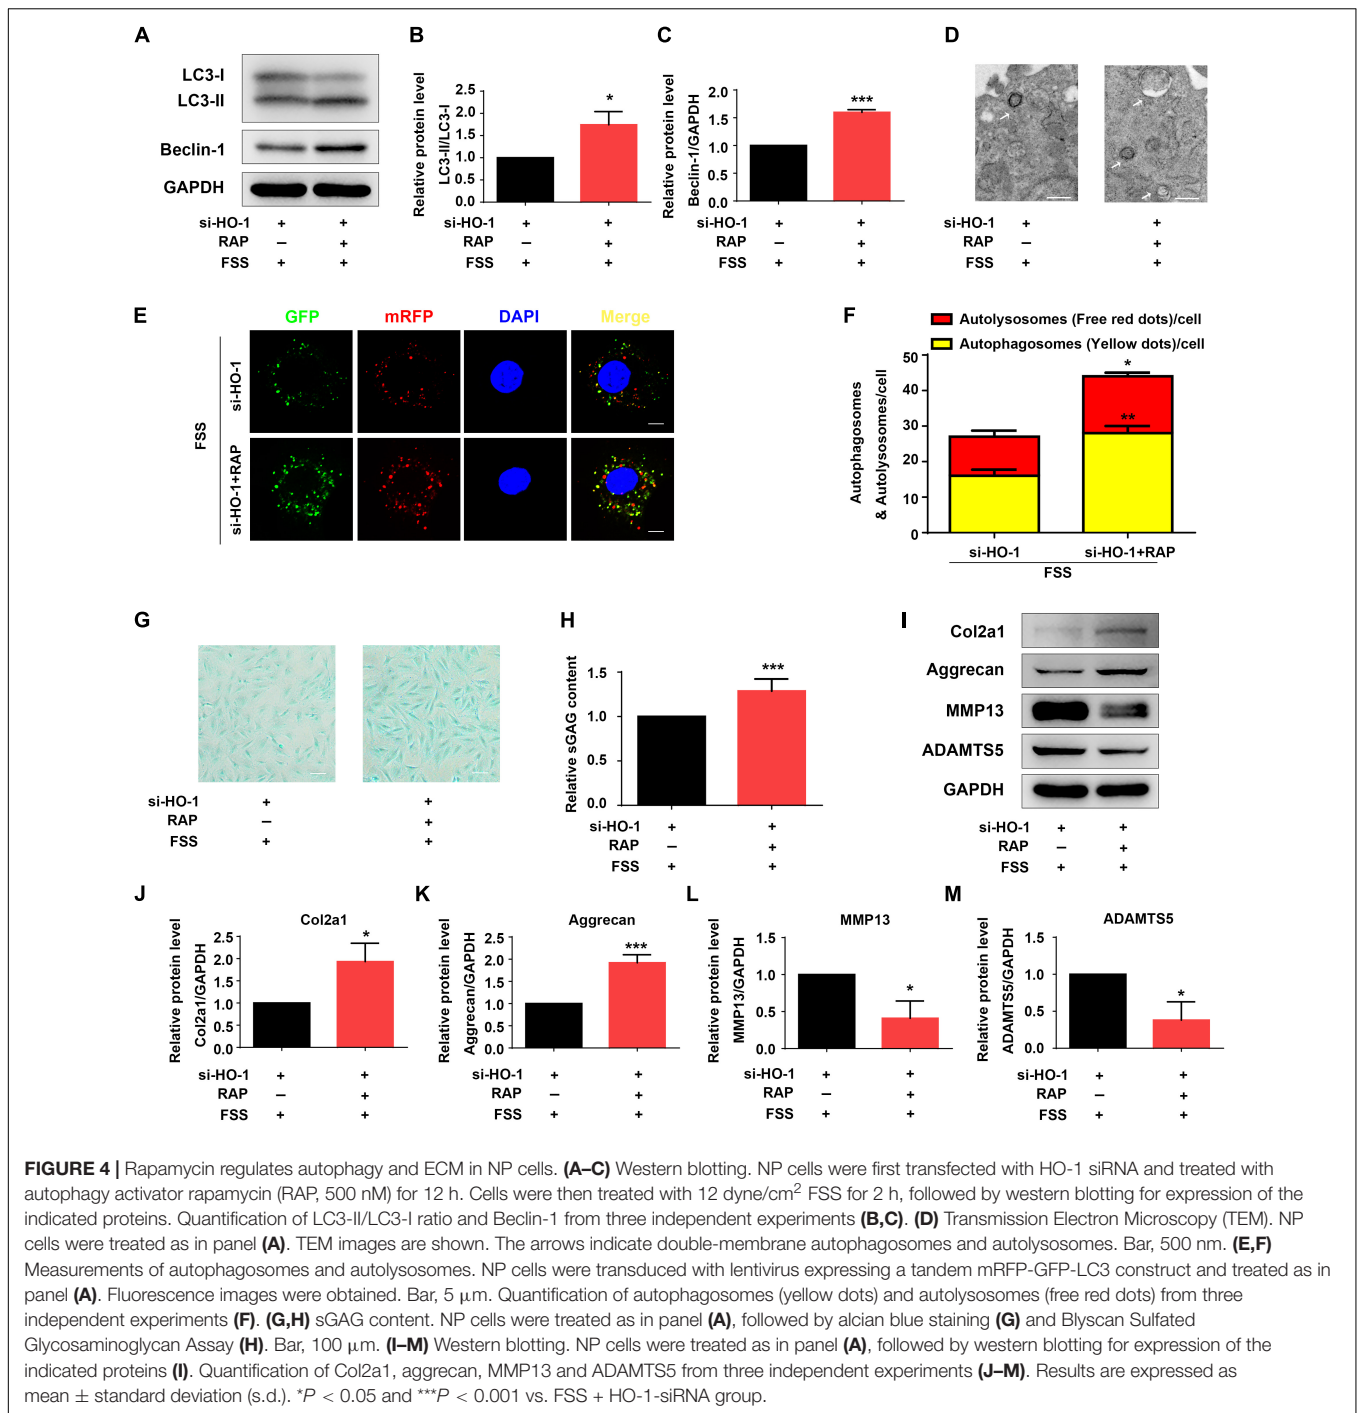 A
LC3-I
LC3-II
Beclin-1
GAPDH
si-HO-1 + +
RAP – +
FSS + +
B
Relative protein level
LC3-II/LC3-I
2.5
2.0
1.5
1.0
0.5
0.0
*
si-HO-1 + +
RAP – +
FSS + +
C
Relative protein level
Beclin-1/GAPDH
2.0
1.5
1.0
0.5
0.0
***
si-HO-1 + +
RAP – +
FSS + +
D
si-HO-1 + +
RAP – +
FSS + +
E
GFP mRFP DAPI Merge
FSS
si-HO-1
si-HO-1+RAP
F
Autolysosomes (Free red dots)/cell
Autophagosomes (Yellow dots)/cell
Autophagosomes
& Autolysosomes/cell
50
40
30
20
10
0
*
**
si-HO-1 si-HO-1+RAP
FSS
G
si-HO-1 + +
RAP – +
FSS + +
H
Relative sGAG content
1.5
1.0
0.5
0.0
***
si-HO-1 + +
RAP – +
FSS + +
I
Col2a1
Aggrecan
MMP13
ADAMTS5
GAPDH
si-HO-1 + +
RAP – +
FSS + +
J
Col2a1
Relative protein level
Col2a1/GAPDH
2.5
2.0
1.5
1.0
0.5
0.0
*
si-HO-1 + +
RAP – +
FSS + +
K
Aggrecan
Relative protein level
Aggrecan/GAPDH
2.5
2.0
1.5
1.0
0.5
0.0
***
si-HO-1 + +
RAP – +
FSS + +
L
MMP13
Relative protein level
MMP13/GAPDH
1.5
1.0
0.5
0.0
*
si-HO-1 + +
RAP – +
FSS + +
M
ADAMTS5
Relative protein level
ADAMTS5/GAPDH
1.5
1.0
0.5
0.0
*
si-HO-1 + +
RAP – +
FSS + +
FIGURE 4 | Rapamycin regulates autophagy and ECM in NP cells. (A–C) Western blotting. NP cells were first transfected with HO-1 siRNA and treated with
autophagy activator rapamycin (RAP, 500 nM) for 12 h. Cells were then treated with 12 dyne/cm² FSS for 2 h, followed by western blotting for expression of the
indicated proteins. Quantification of LC3-II/LC3-I ratio and Beclin-1 from three independent experiments (B,C). (D) Transmission Electron Microscopy (TEM). NP
cells were treated as in panel (A). TEM images are shown. The arrows indicate double-membrane autophagosomes and autolysosomes. Bar, 500 nm. (E,F)
Measurements of autophagosomes and autolysosomes. NP cells were transduced with lentivirus expressing a tandem mRFP-GFP-LC3 construct and treated as in
panel (A). Fluorescence images were obtained. Bar, 5 μm. Quantification of autophagosomes (yellow dots) and autolysosomes (free red dots) from three
independent experiments (F). (G,H) sGAG content. NP cells were treated as in panel (A), followed by alcian blue staining (G) and Blyscan Sulfated
Glycosaminoglycan Assay (H). Bar, 100 μm. (I–M) Western blotting. NP cells were treated as in panel (A), followed by western blotting for expression of the
indicated proteins (I). Quantification of Col2a1, aggrecan, MMP13 and ADAMTS5 from three independent experiments (J–M). Results are expressed as
mean ± standard deviation (s.d.). *P < 0.05 and ***P < 0.001 vs. FSS + HO-1-siRNA group.